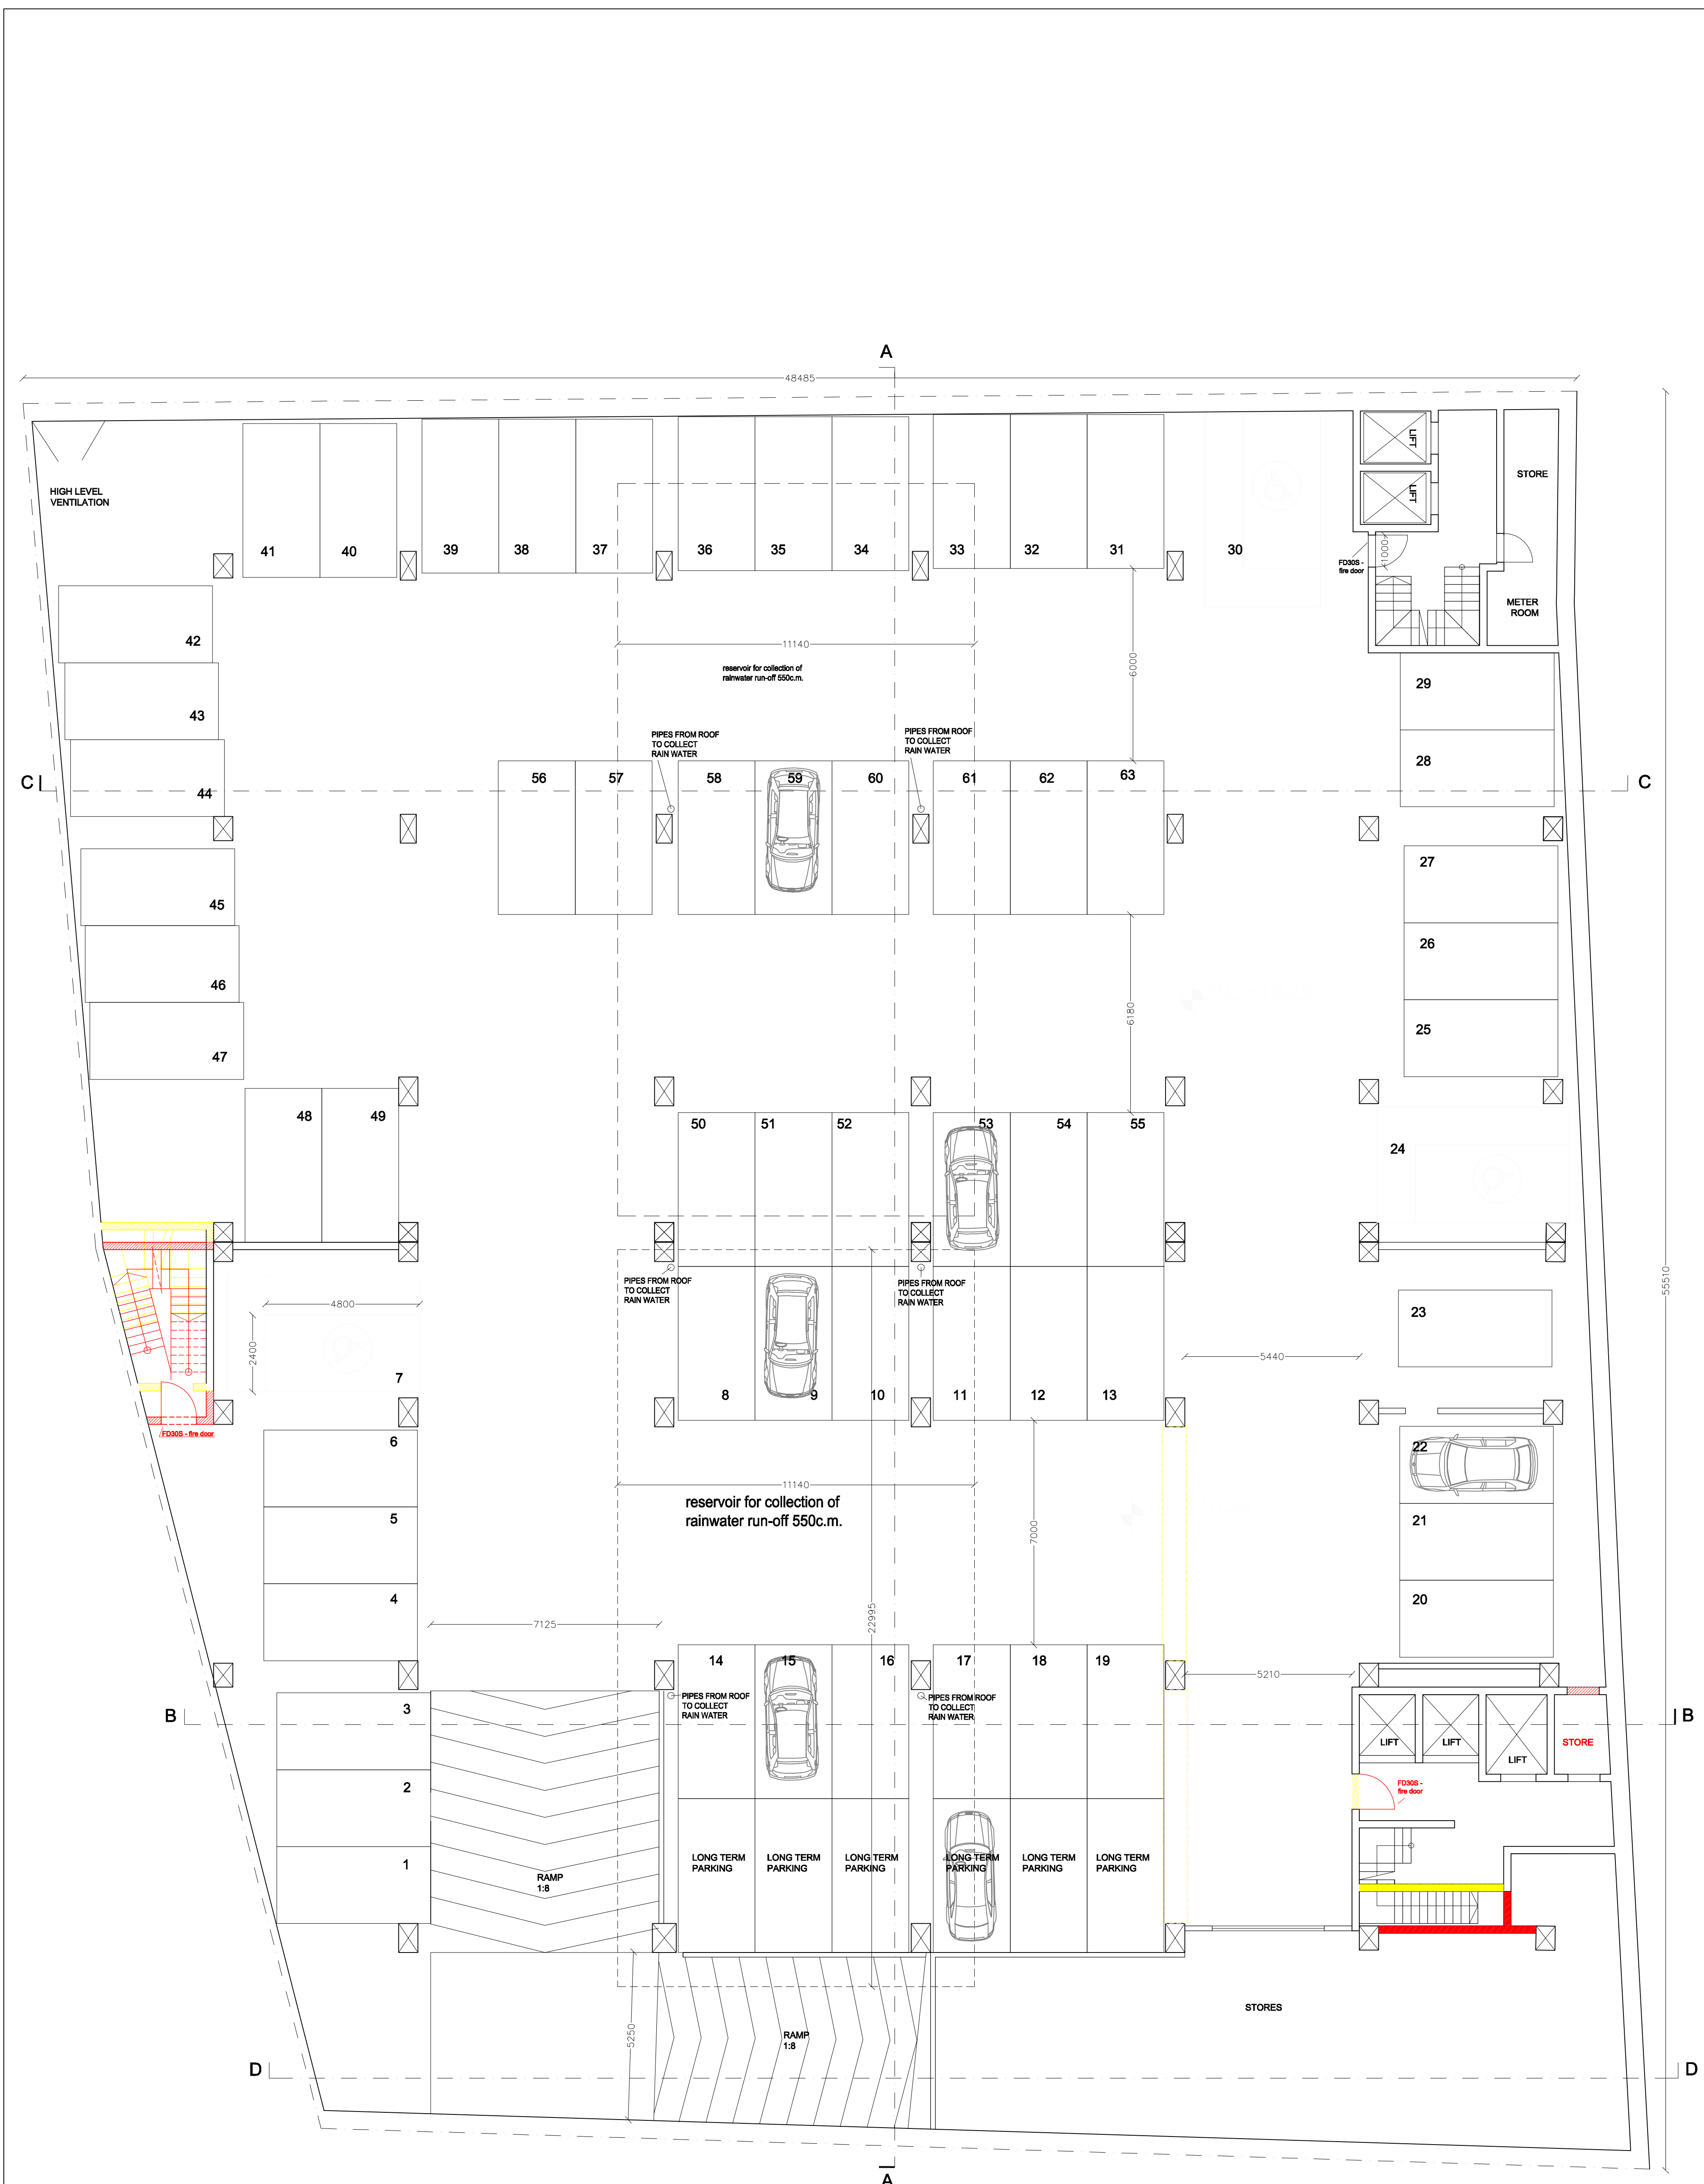 A
48485
LIFT
STORE
HIGH LEVEL
VENTILATION
LIFT
41
40
39
38
37
36
35
34
33
32
31
30
1000
FD30S -
fire door
METER
ROOM
42
11140
6000
reservoir for collection of
rainwater run-off 550c.m.
29
43
PIPES FROM ROOF
TO COLLECT
RAIN WATER
PIPES FROM ROOF
TO COLLECT
RAIN WATER
28
C
44
56
57
58
59
60
61
62
63
C
27
45
26
46
6180
25
47
48
49
50
51
52
53
54
55
24
PIPES FROM ROOF
TO COLLECT
RAIN WATER
PIPES FROM ROOF
TO COLLECT
RAIN WATER
55510
4800
23
2400
5440
7
8
9
10
11
12
13
FD30S - fire door
6
22
11140
reservoir for collection of
rainwater run-off 550c.m.
5
7000
21
4
20
7125
22995
14
15
16
17
18
19
5210
3
PIPES FROM ROOF
TO COLLECT
RAIN WATER
PIPES FROM ROOF
TO COLLECT
RAIN WATER
B
B
LIFT
LIFT
LIFT
STORE
2
FD30S -
fire door
1
RAMP
1:8
LONG TERM
PARKING
LONG TERM
PARKING
LONG TERM
PARKING
LONG TERM
PARKING
LONG TERM
PARKING
LONG TERM
PARKING
STORES
5250
RAMP
1:8
D
D
A